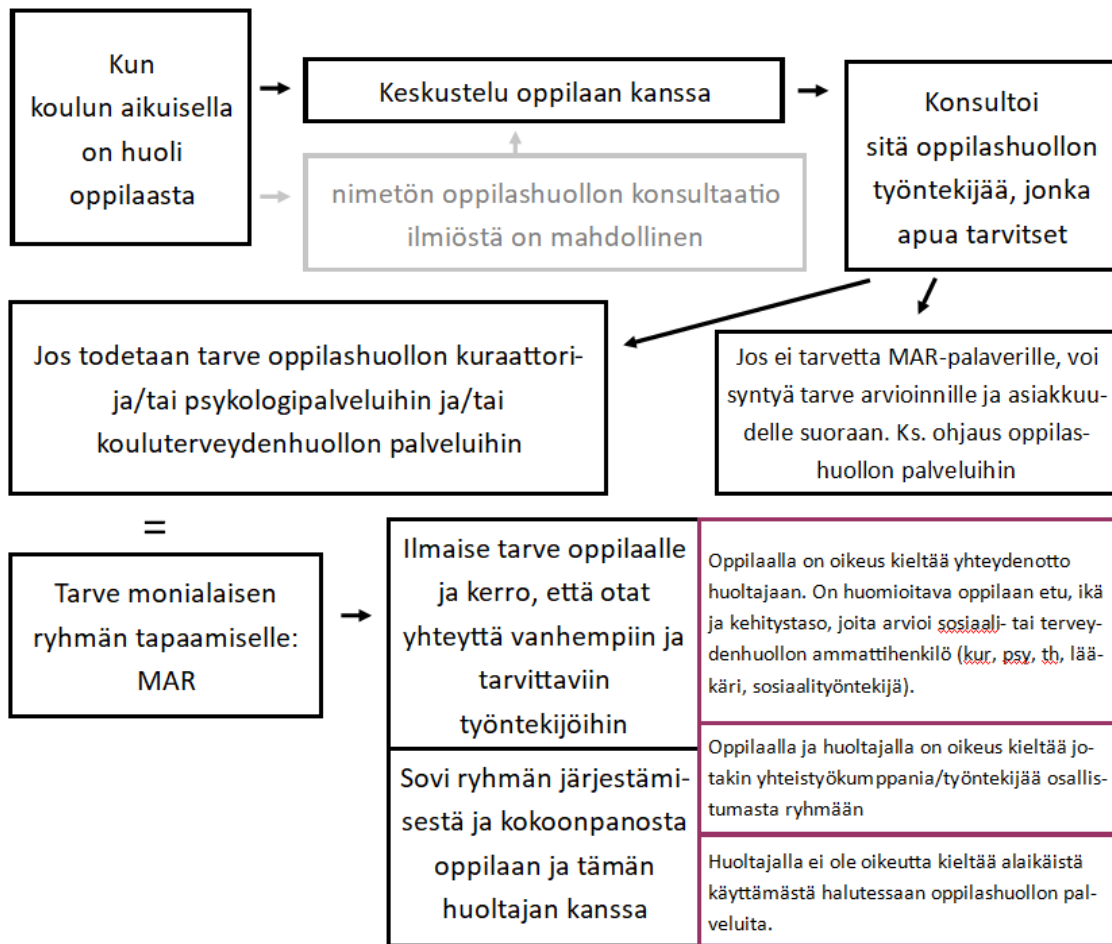 Kun
koulun aikuisella
on huoli
oppilaasta
Keskustelu oppilaan kanssa
nimetön oppilashuollon konsultaatio
ilmiöstä on mahdollinen
Konsultoi
sitä oppilashuollon
työntekijää, jonka
apua tarvitset
Jos todetaan tarve oppilashuollon kuraattori-
ja/tai psykologipalveluihin ja/tai
kouluterveydenhuollon palveluihin
Jos ei tarvetta MAR-palaverille, voi
syntyä tarve arvioinnille ja asiakkuu-
delle suoraan. Ks. ohjaus oppilas-
huollon palveluihin
=
Tarve monialaisen
ryhmän tapaamiselle:
MAR
Ilmaise tarve oppilaalle
ja kerro, että otat
yhteyttä vanhempiin ja
tarvittaviin
työntekijöihin
Sovi ryhmän järjestämi-
sestä ja kokoonpanosta
oppilaan ja tämän
huoltajan kanssa
Oppilaalla on oikeus kieltää yhteydenotto
huoltajaan. On huomioitava oppilaan etu, ikä
ja kehitystaso, joita arvioi sosiaali- tai tervey-
denhuollon ammattihenkilö (kur, psy, th, lää-
käri, sosiaalityöntekijä).
Oppilaalla ja huoltajalla on oikeus kieltää jo-
takin yhteistyökumppania/työntekijää osallis-
tumasta ryhmään
Huoltajalla ei ole oikeutta kieltää alaikäistä
käyttämästä halutessaan oppilashuollon pal-
veluita.